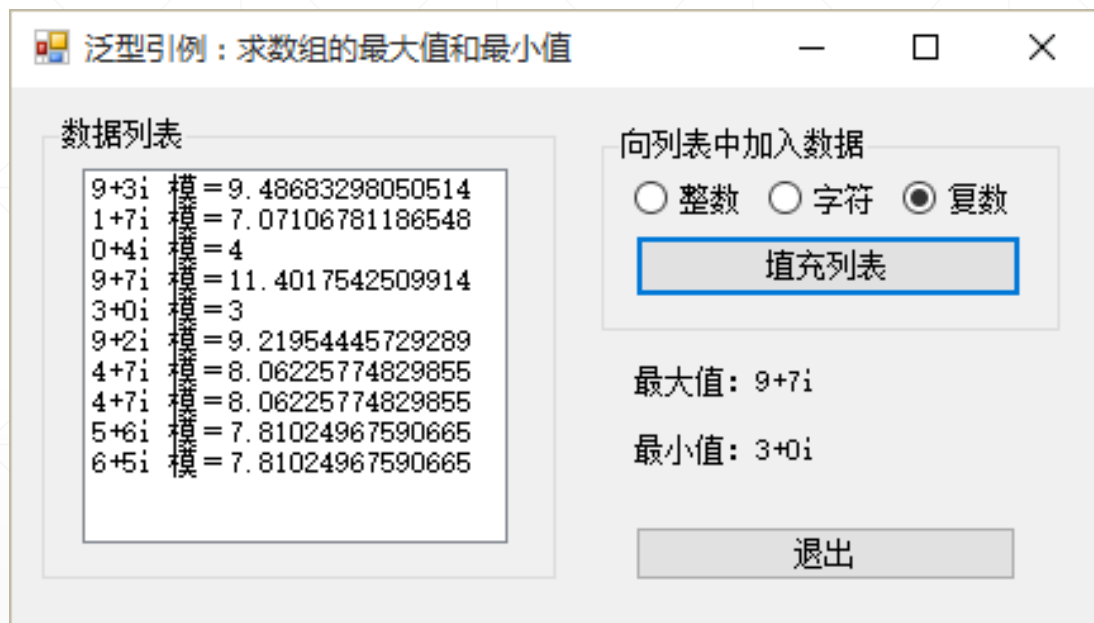 泛型引例：求数组的最大值和最小值
数据列表
9+3i 模＝9.48683298050514
1+7i 模＝7.07106781186548
0+4i 模＝4
9+7i 模＝11.4017542509914
3+0i 模＝3
9+2i 模＝9.21954445729289
4+7i 模＝8.06225774829855
4+7i 模＝8.06225774829855
5+6i 模＝7.81024967590665
6+5i 模＝7.81024967590665
向列表中加入数据
整数 字符 复数
填充列表
最大值：9+7i
最小值：3+0i
退出